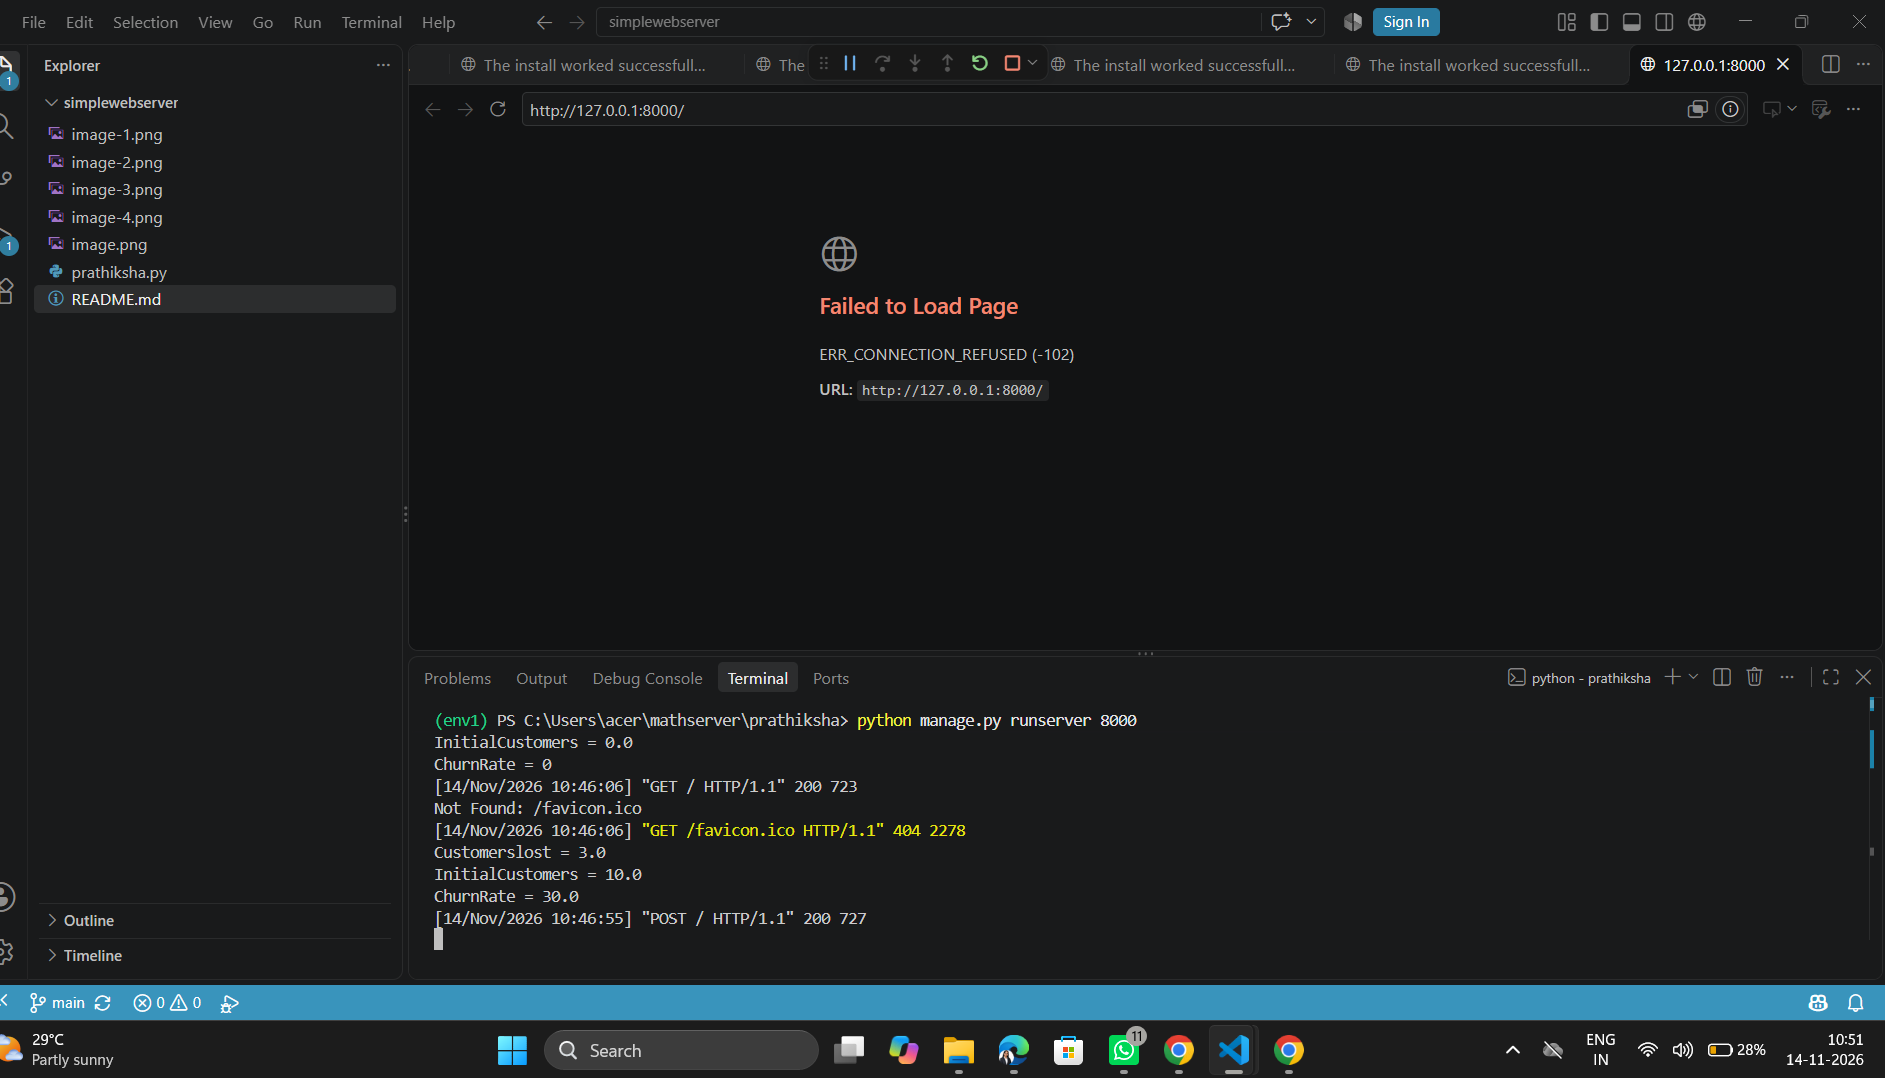 File Edit Selection View Go Run Terminal Help
simplewebserver
Sign In
Explorer
simplewebserver
image-1.png
image-2.png
image-3.png
image-4.png
image.png
prathiksha.py
README.md
Outline
Timeline
The install worked successfull...
The
The install worked successfull...
The install worked successfull...
127.0.0.1:8000
http://127.0.0.1:8000/
Failed to Load Page
ERR_CONNECTION_REFUSED (-102)
URL: http://127.0.0.1:8000/
Problems Output Debug Console Terminal Ports
python - prathiksha
(env1) PS C:\Users\acer\mathserver\prathiksha> python manage.py runserver 8000
InitialCustomers = 0.0
ChurnRate = 0
[14/Nov/2026 10:46:06] "GET / HTTP/1.1" 200 723
Not Found: /favicon.ico
[14/Nov/2026 10:46:06] "GET /favicon.ico HTTP/1.1" 404 2278
Customerslost = 3.0
InitialCustomers = 10.0
ChurnRate = 30.0
[14/Nov/2026 10:46:55] "POST / HTTP/1.1" 200 727
1
1
main
0
0
29°C
Partly sunny
Search
11
ENG
IN
28%
10:51
14-11-2026